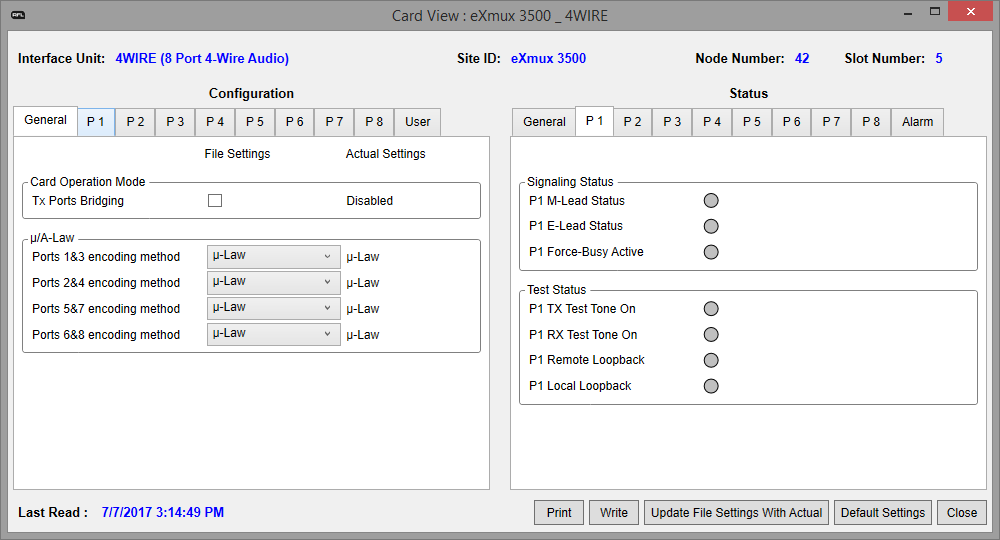 AFL
Card View : eXmux 3500 _ 4WIRE
Interface Unit: 4WIRE (8 Port 4-Wire Audio) Site ID: eXmux 3500 Node Number: 42 Slot Number: 5
Configuration
General P 1 P 2 P 3 P 4 P 5 P 6 P 7 P 8 User
File Settings Actual Settings
Card Operation Mode
Tx Ports Bridging Disabled
µ/A-Law
Ports 1&3 encoding method µ-Law µ-Law
Ports 2&4 encoding method µ-Law µ-Law
Ports 5&7 encoding method µ-Law µ-Law
Ports 6&8 encoding method µ-Law µ-Law
Status
General P 1 P 2 P 3 P 4 P 5 P 6 P 7 P 8 Alarm
Signaling Status
P1 M-Lead Status
P1 E-Lead Status
P1 Force-Busy Active
Test Status
P1 TX Test Tone On
P1 RX Test Tone On
P1 Remote Loopback
P1 Local Loopback
Last Read : 7/7/2017 3:14:49 PM
Print Write Update File Settings With Actual Default Settings Close